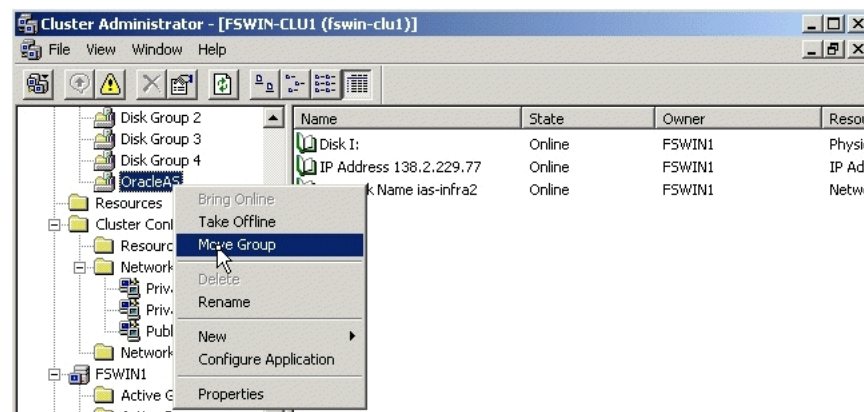 Cluster Administrator - [FSWIN-CLU1 (fswin-clu1)]
File View Window Help
Disk Group 2
Disk Group 3
Disk Group 4
OracleAS
Resources
Cluster Con
Resourc
Network
Priv
Priv
Publ
Network
FSWIN1
Active G
Name State Owner Resou
Disk I: Online FSWIN1 Physi
IP Address 138.2.229.77 Online FSWIN1 IP Ad
k Name ias-infra2 Online FSWIN1 Netw
Bring Online
Take Offline
Move Group
Delete
Rename
New
Configure Application
Properties